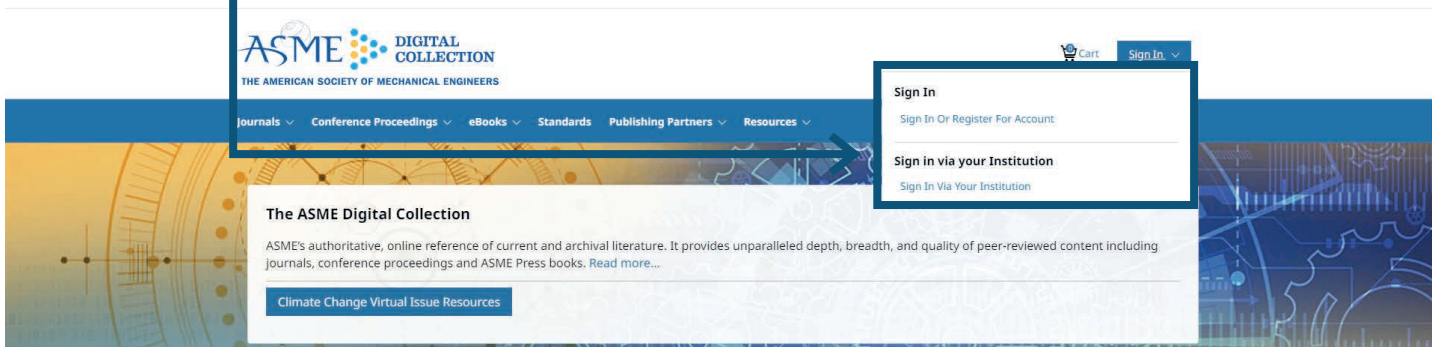 ASME DIGITAL COLLECTION
THE AMERICAN SOCIETY OF MECHANICAL ENGINEERS
0 Cart Sign In
Sign In
Sign In Or Register For Account
Sign in via your Institution
Sign In Via Your Institution
Journals Conference Proceedings eBooks Standards Publishing Partners Resources
The ASME Digital Collection
ASME's authoritative, online reference of current and archival literature. It provides unparalleled depth, breadth, and quality of peer-reviewed content including
journals, conference proceedings and ASME Press books. Read more...
Climate Change Virtual Issue Resources